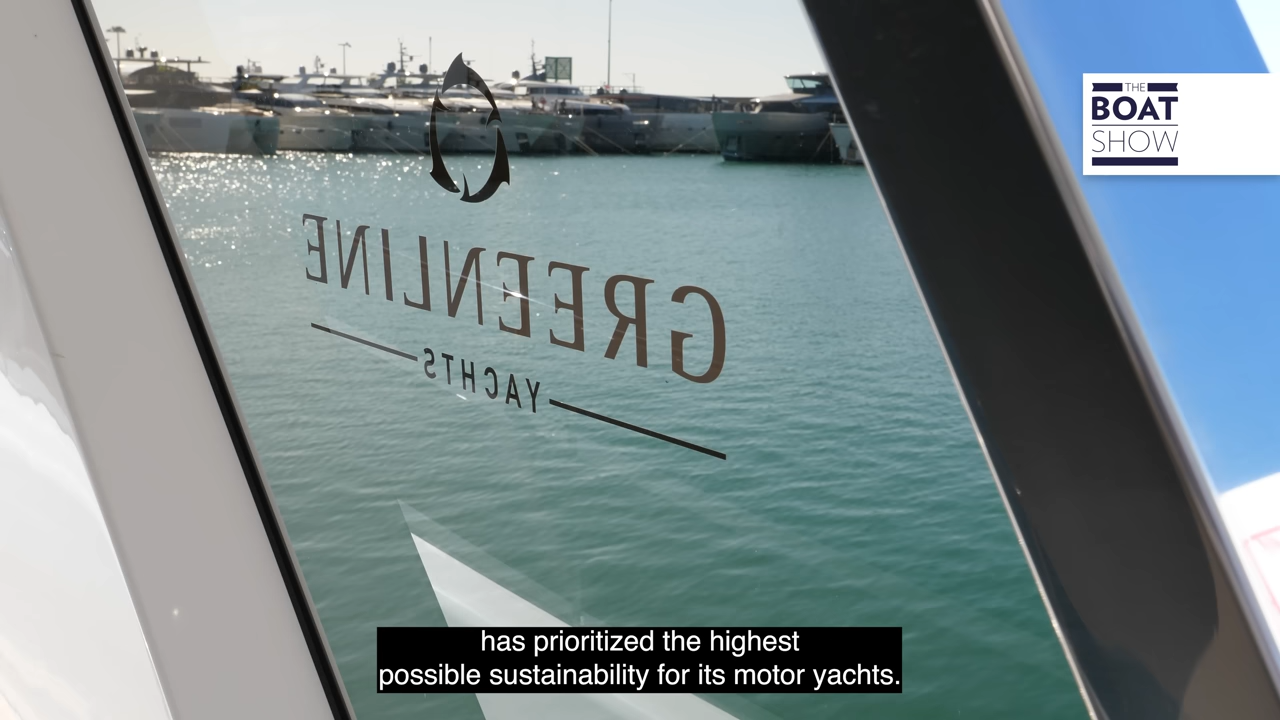 THE
BOAT
SHOW
GREENLINE
YACHTS
has prioritized the highest
possible sustainability for its motor yachts.